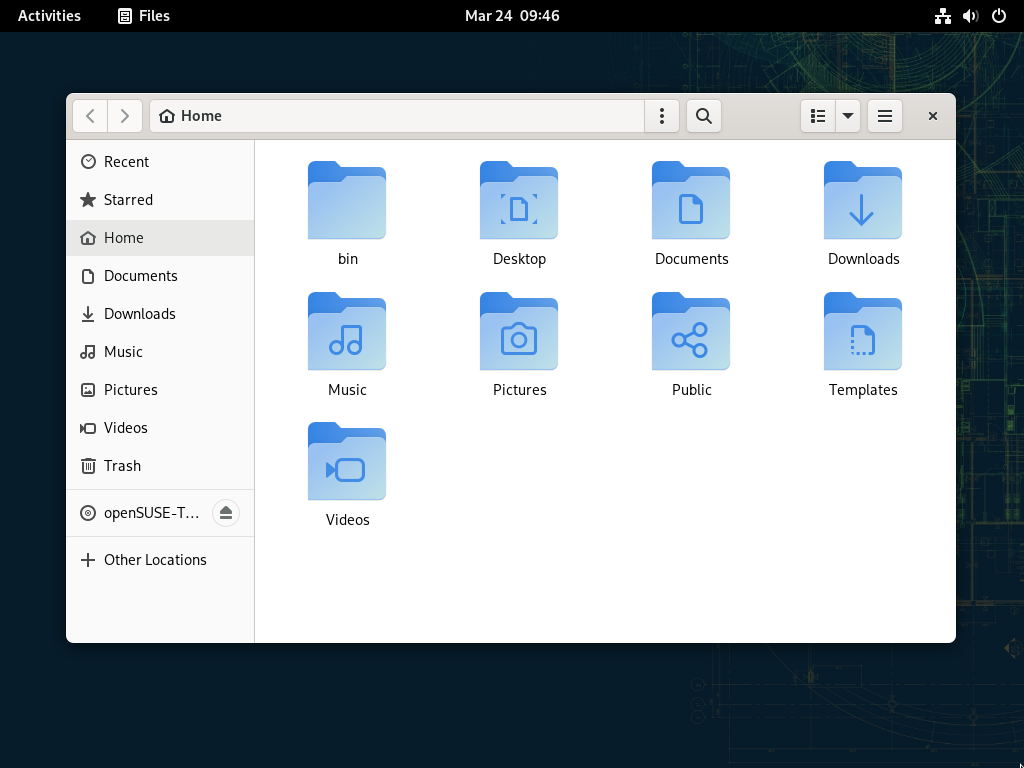 Activities Files Mar 24 09:46
Home
Recent
Starred
Home
Documents
Downloads
Music
Pictures
Videos
Trash
openSUSE-T…
Other Locations
bin Desktop Documents Downloads
Music Pictures Public Templates
Videos